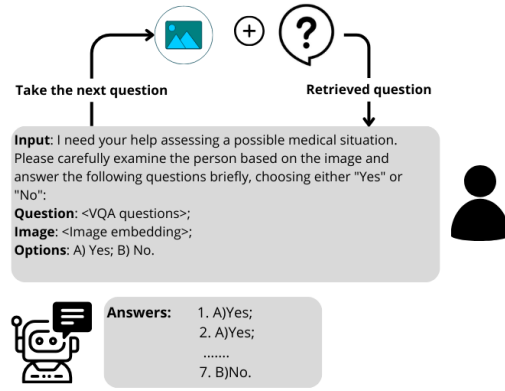 Take the next question
Retrieved question
Input: I need your help assessing a possible medical situation.
Please carefully examine the person based on the image and
answer the following questions briefly, choosing either "Yes" or
"No":
Question: <VQA questions>;
Image: <Image embedding>;
Options: A) Yes; B) No.
Answers: 1. A)Yes;
2. A)Yes;
.......
7. B)No.